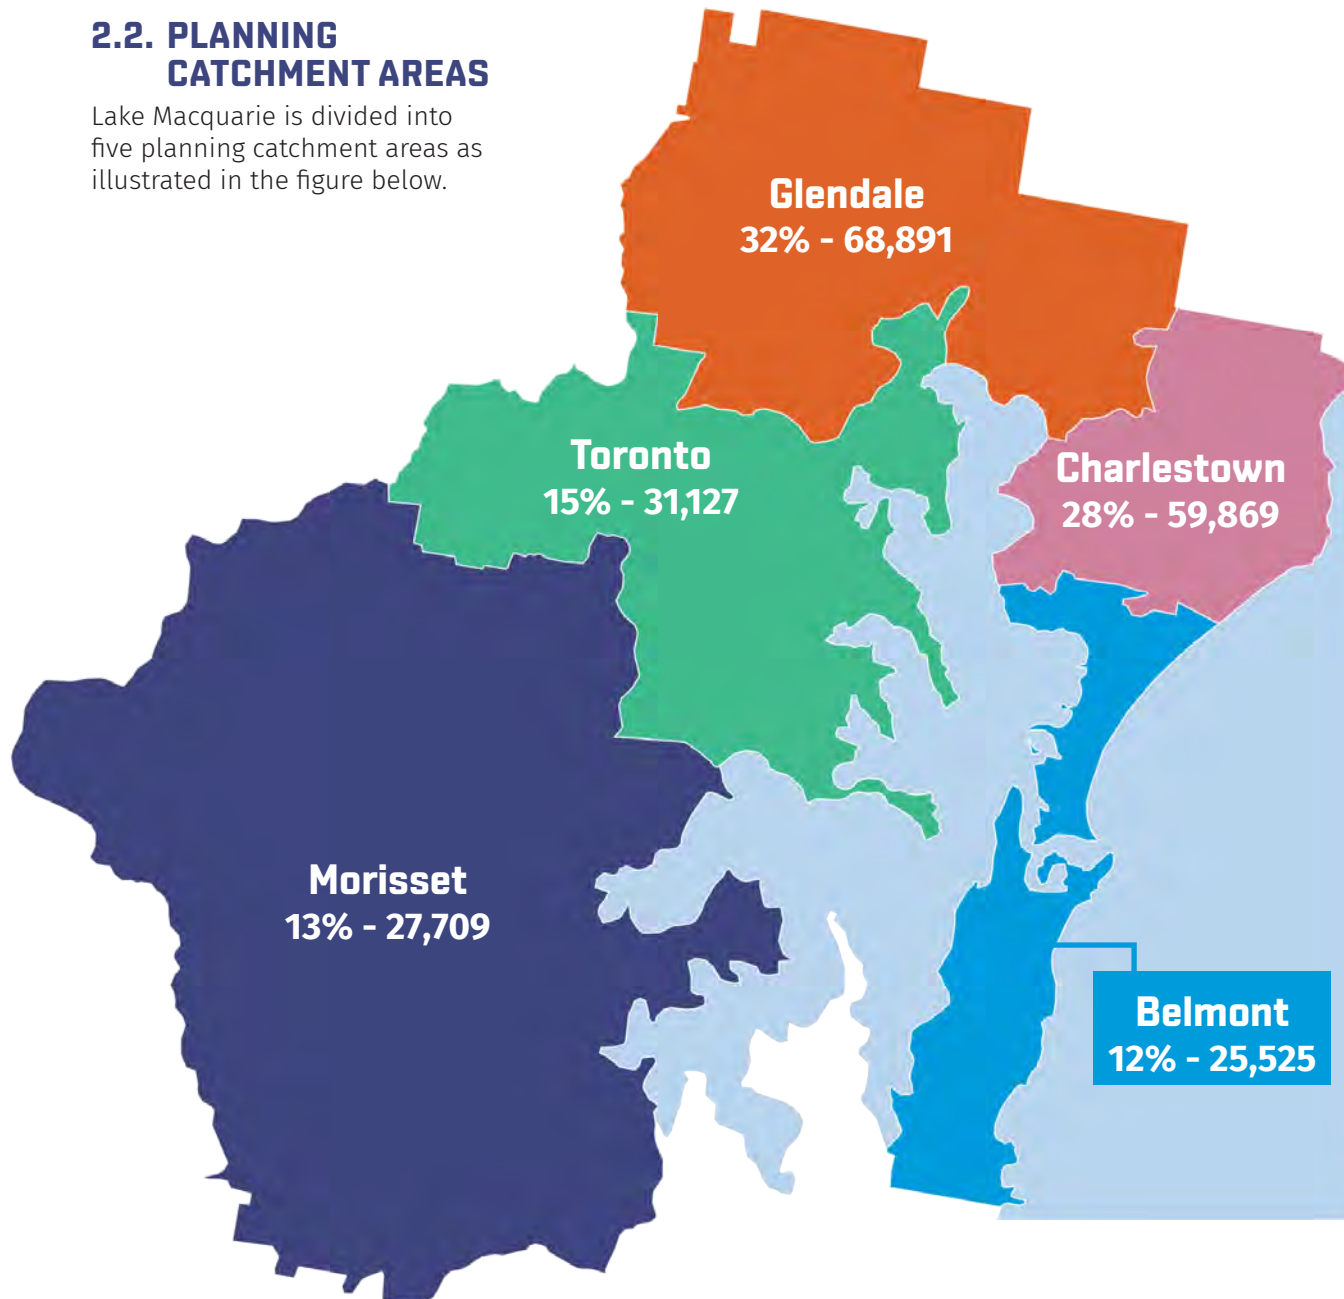 2.2. PLANNING
CATCHMENT AREAS
Lake Macquarie is divided into
five planning catchment areas as
illustrated in the figure below.
Glendale
32% - 68,891
Toronto
15% - 31,127
Charlestown
28% - 59,869
Morisset
13% - 27,709
Belmont
12% - 25,525